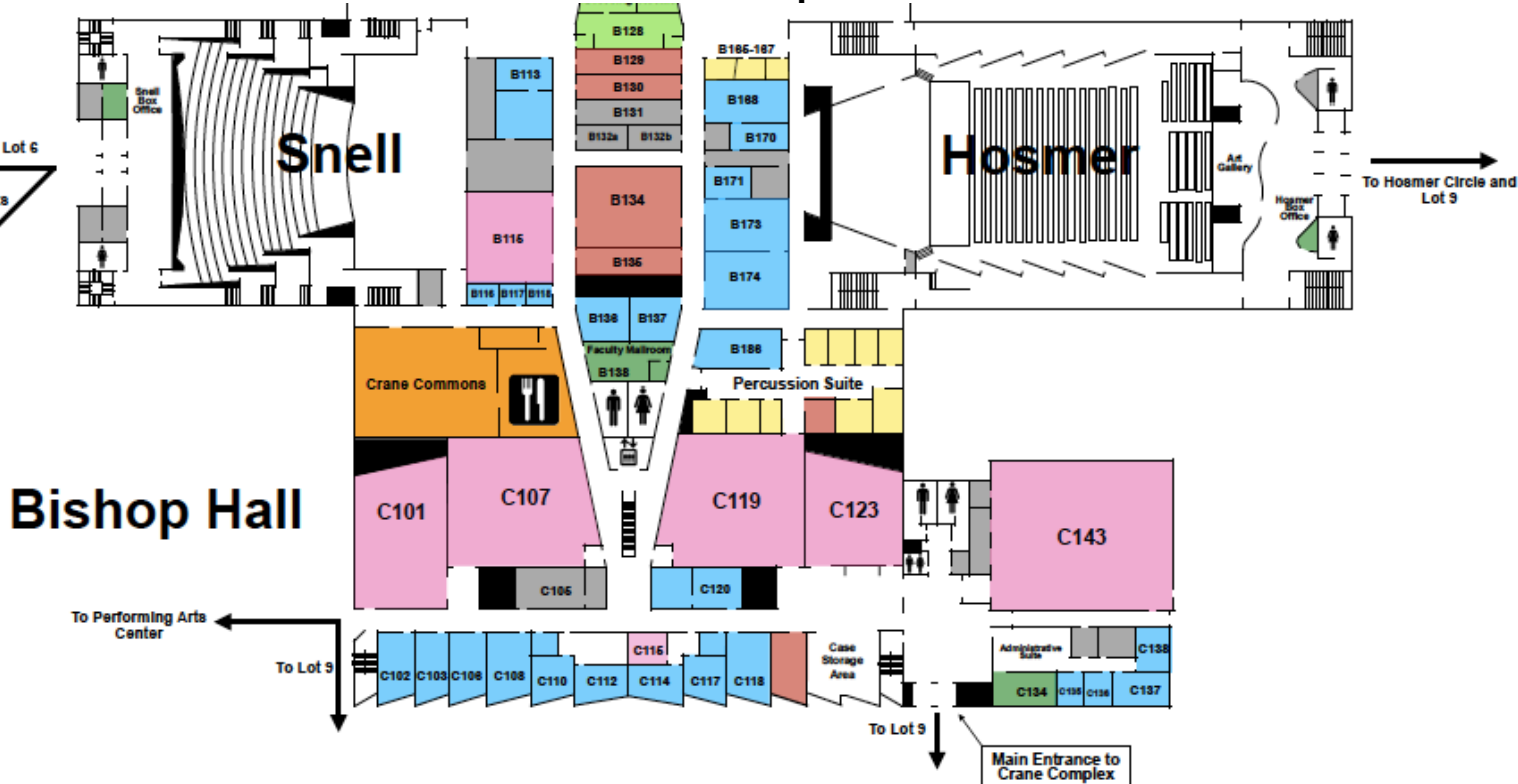 B128
B129
B130
B131
B132a
B132b
B134
B135
B136
B137
Faculty Mailroom
B138
B113
B115
B116
B117
B118
B165-167
B168
B170
B171
B173
B174
B186
Percussion Suite
Snell
Box
Office
Snell
Lot 6
Hosmer
Art
Gallery
Hosmer
Box
Office
To Hosmer Circle and
Lot 9
Crane Commons
Bishop Hall
C101
C107
C119
C123
C143
C105
C120
To Performing Arts
Center
To Lot 9
C102
C103
C106
C108
C110
C112
C115
C114
C117
C118
Case
Storage
Area
Administrative
Suite
C138
C134
C135
C136
C137
To Lot 9
Main Entrance to
Crane Complex